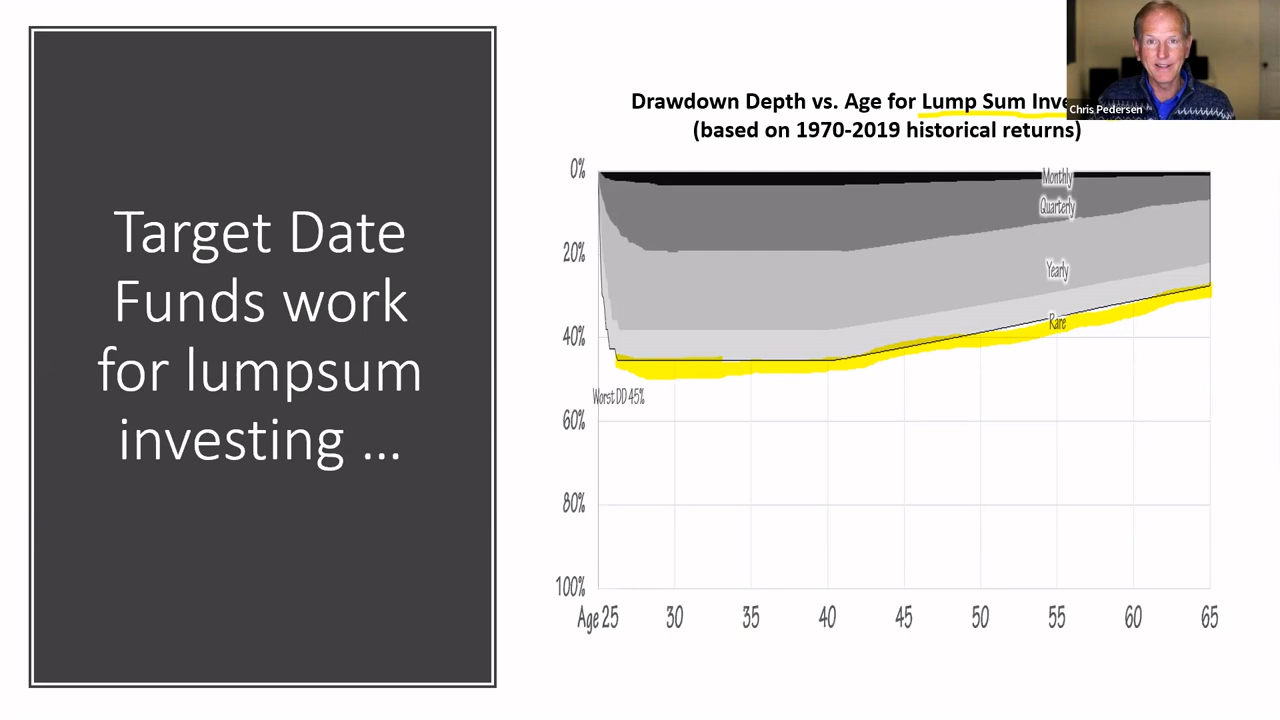 Target Date
Funds work
for lumpsum
investing ...
Drawdown Depth vs. Age for Lump Sum
(based on 1970-2019 historical returns)
Chris Pedersen
0%
20%
40%
60%
80%
100%
Monthly
Quarterly
Yearly
Rare
Worst DD 45%
Age 25 30 35 40 45 50 55 60 65